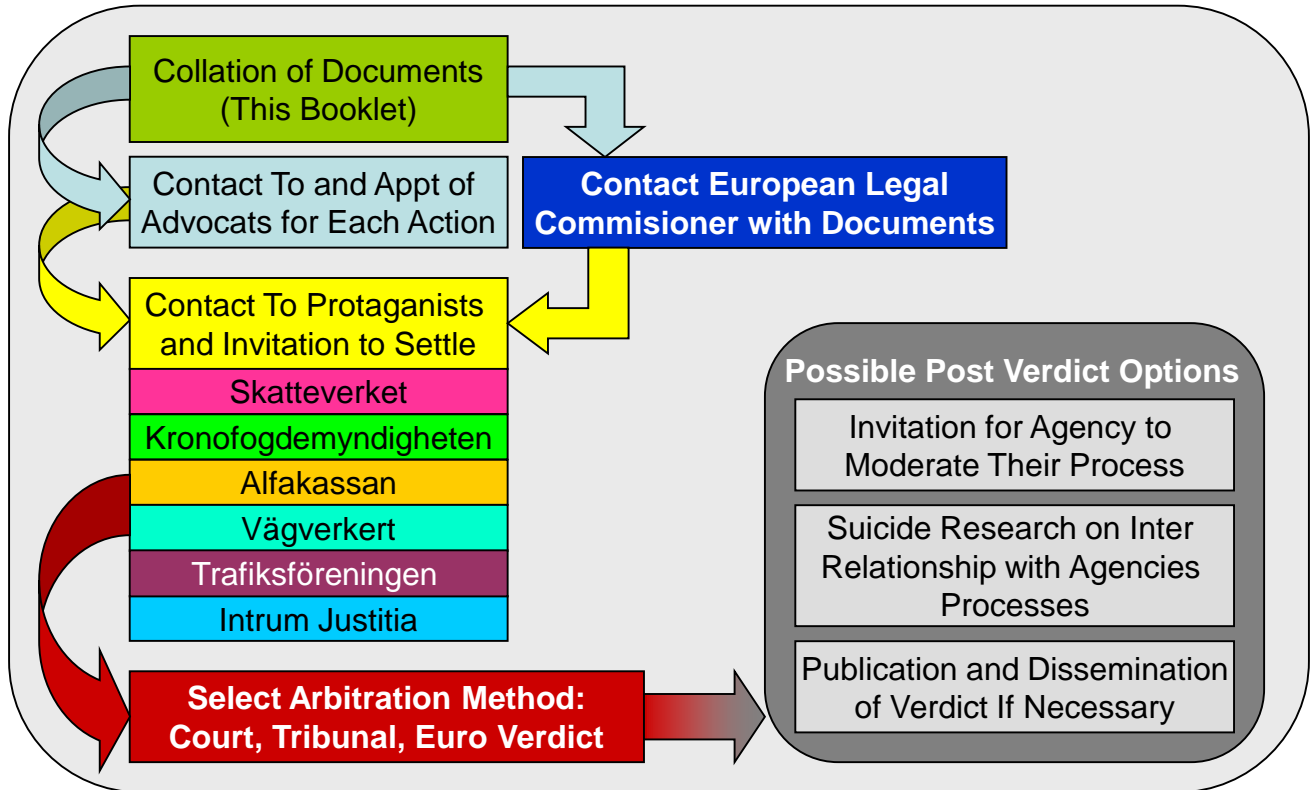 Collation of Documents
(This Booklet)
Contact To and Appt of
Advocats for Each Action
Contact European Legal
Commisioner with Documents
Contact To Protaganists
and Invitation to Settle
Skatteverket
Kronofogdemyndigheten
Alfakassan
Vägverkert
Trafiksföreningen
Intrum Justitia
Select Arbitration Method:
Court, Tribunal, Euro Verdict
Possible Post Verdict Options
Invitation for Agency to
Moderate Their Process
Suicide Research on Inter
Relationship with Agencies
Processes
Publication and Dissemination
of Verdict If Necessary